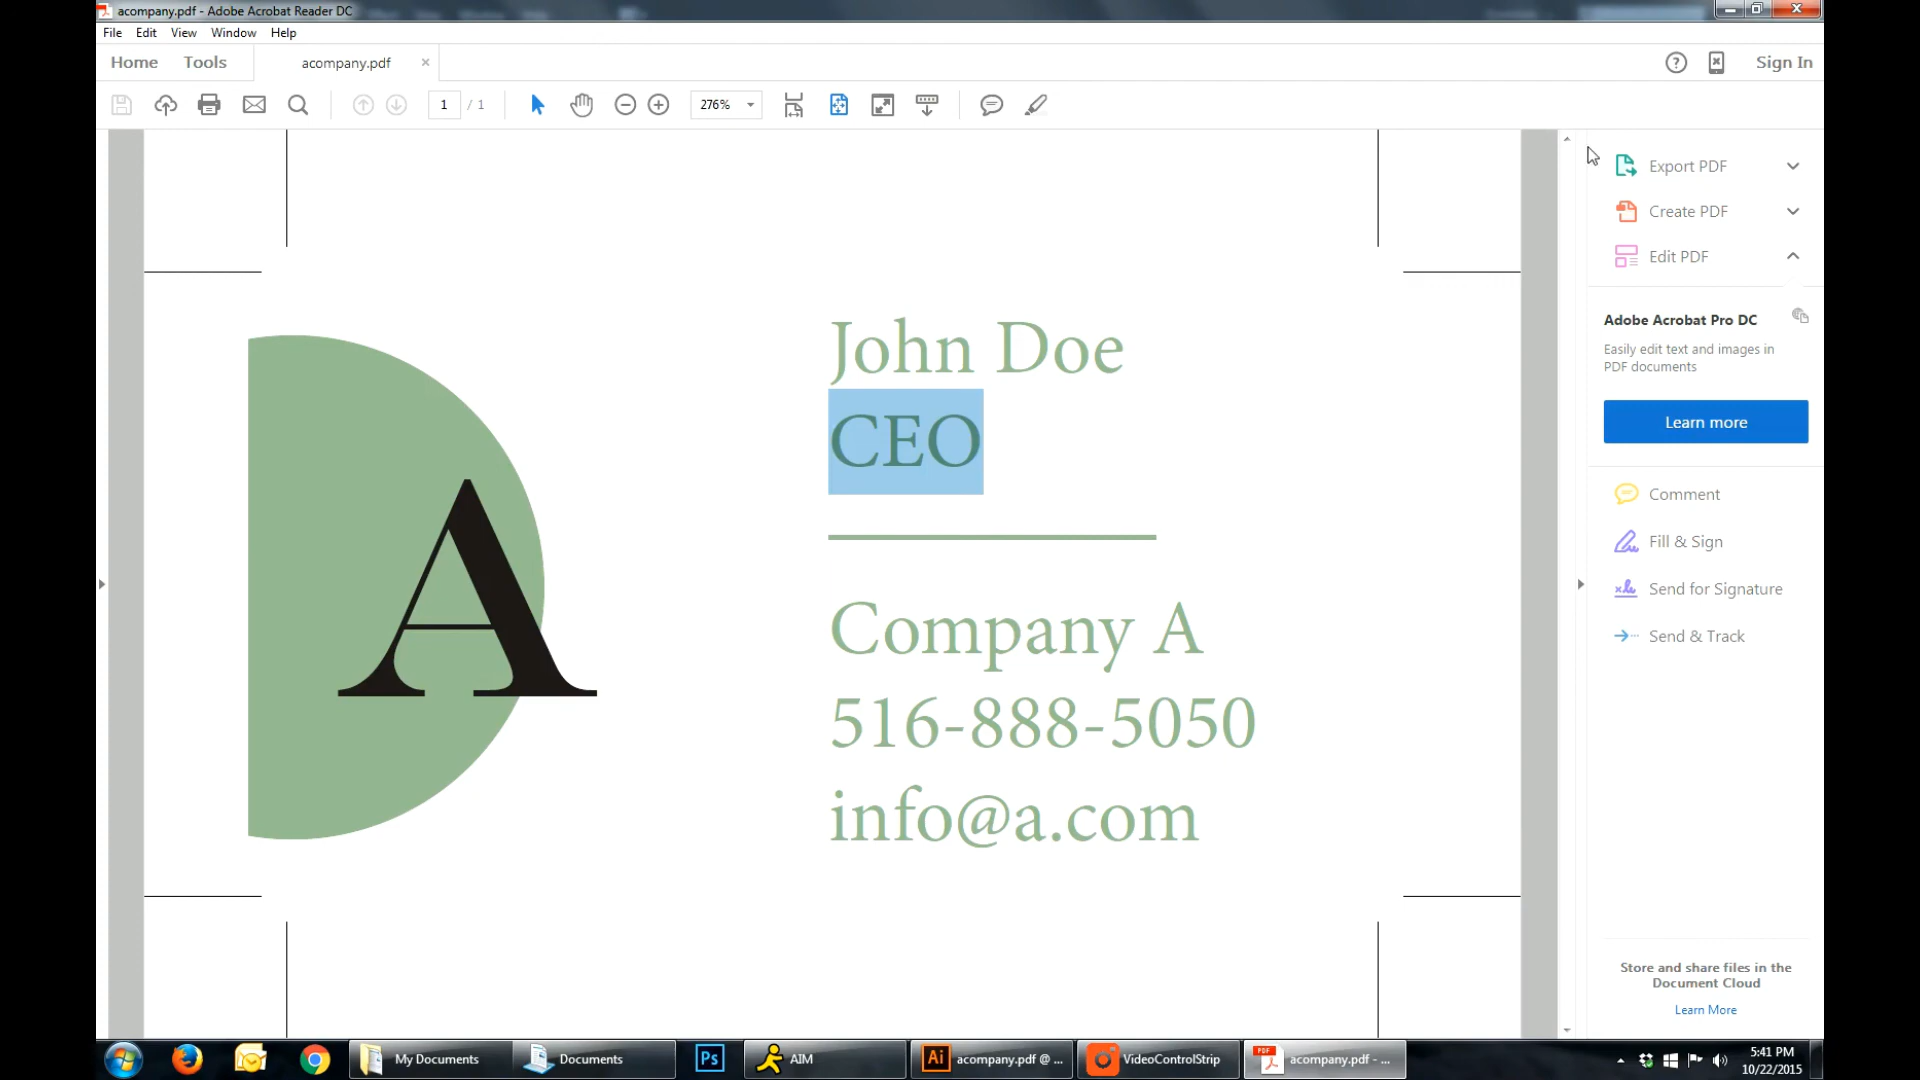 acompany.pdf - Adobe Acrobat Reader DC
File Edit View Window Help
Home Tools acompany.pdf × Sign In
1 / 1 276%
Export PDF
Create PDF
Edit PDF
Adobe Acrobat Pro DC
Easily edit text and images in
PDF documents
Learn more
Comment
Fill & Sign
Send for Signature
Send & Track
Store and share files in the
Document Cloud
Learn More
John Doe
CEO
A
Company A
516-888-5050
info@a.com
My Documents Documents Ps AIM Ai acompany.pdf @ ... VideoControlStrip PDF acompany.pdf - ... 5:41 PM
10/22/2015